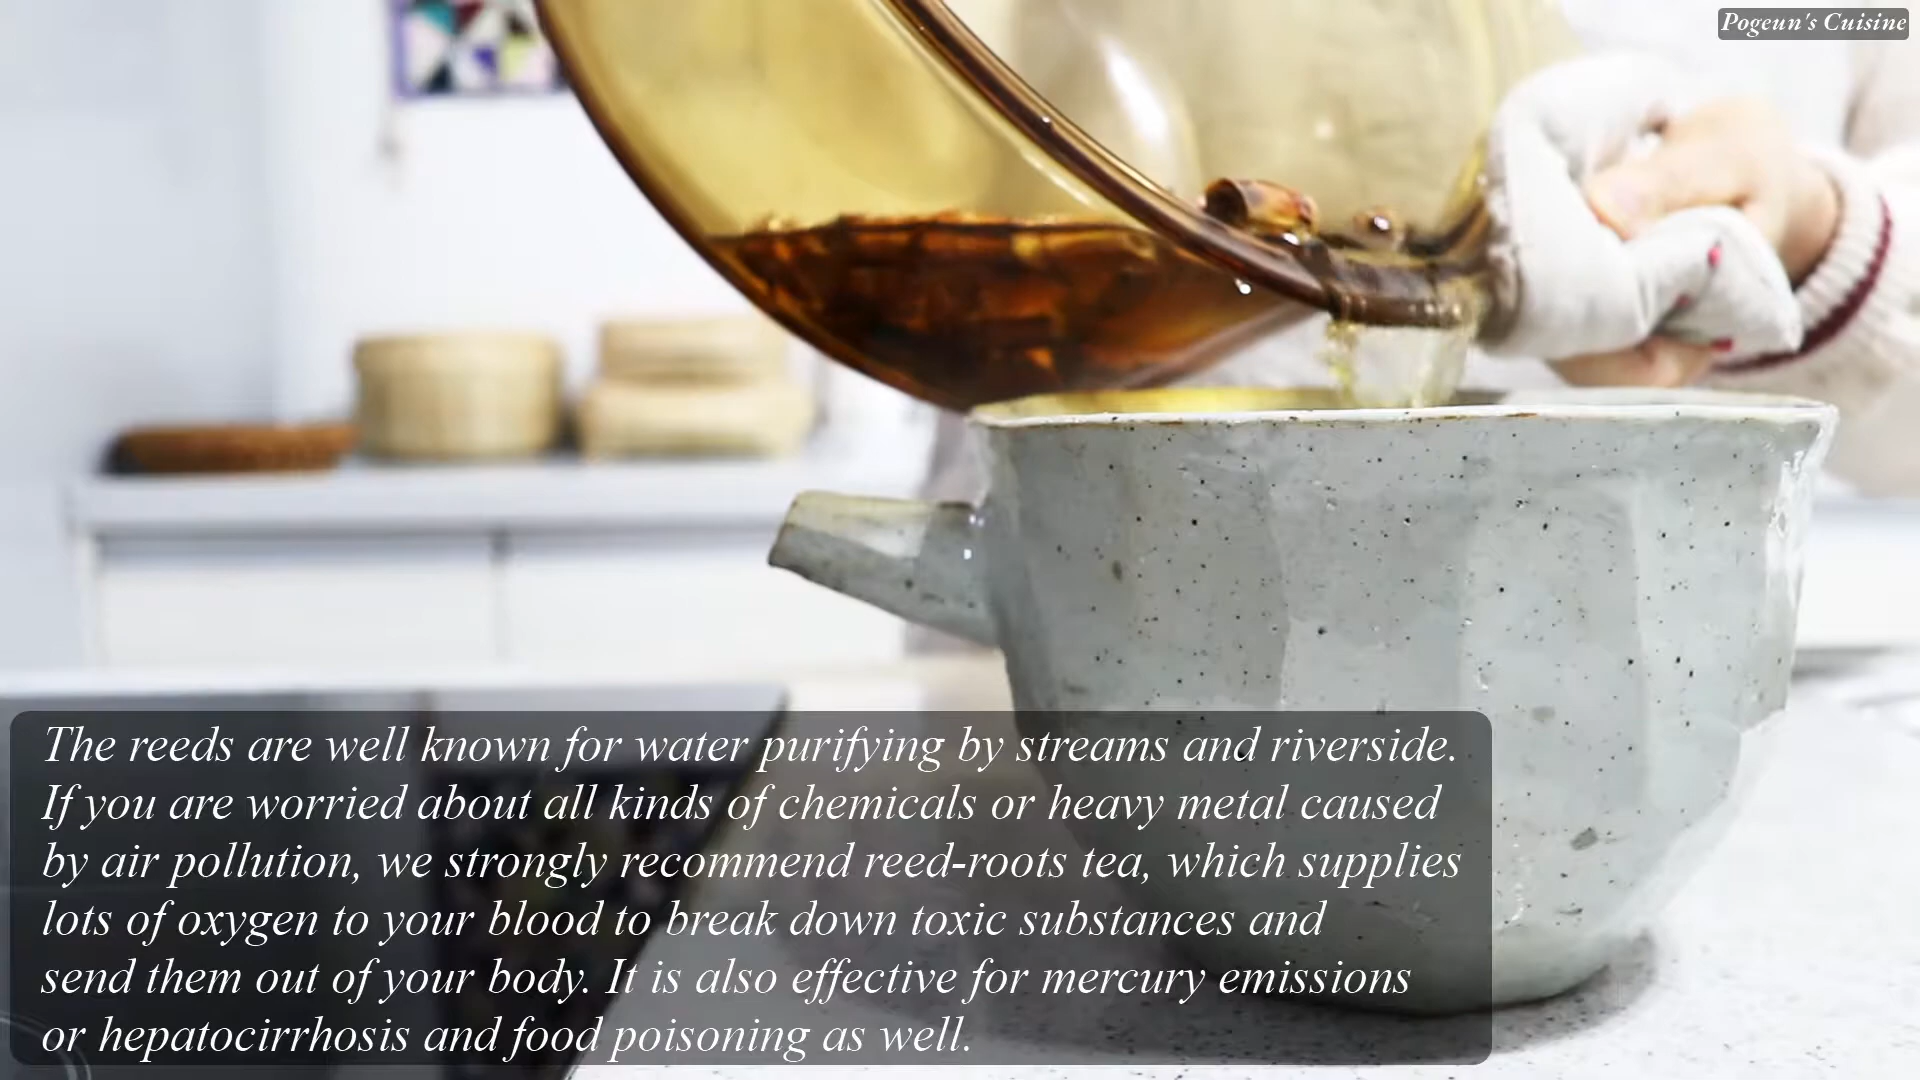 Pogeun's Cuisine
The reeds are well known for water purifying by streams and riverside.
If you are worried about all kinds of chemicals or heavy metal caused
by air pollution, we strongly recommend reed-roots tea, which supplies
lots of oxygen to your blood to break down toxic substances and
send them out of your body. It is also effective for mercury emissions
or hepatocirrhosis and food poisoning as well.